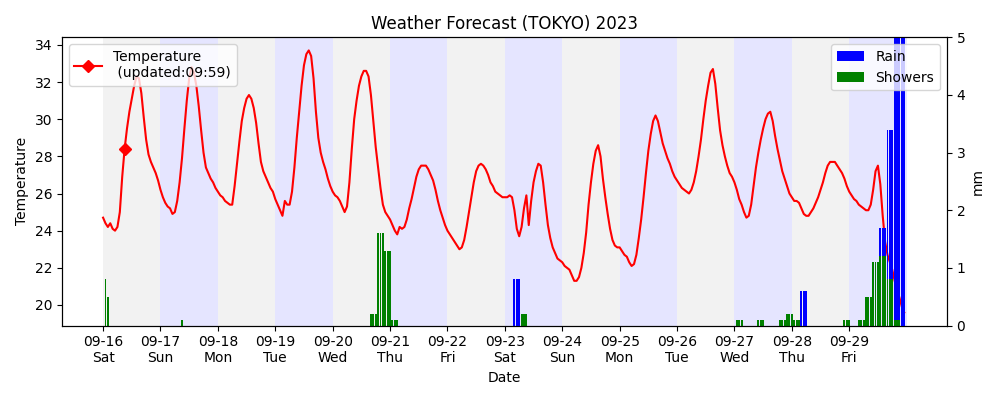 Weather Forecast (TOKYO) 2023
Temperature
(updated:09:59)
Rain
Showers
34
32
30
28
26
24
22
20
Temperature
5
4
3
2
1
0
mm
09-16 09-17 09-18 09-19 09-20 09-21 09-22 09-23 09-24 09-25 09-26 09-27 09-28 09-29
Sat Sun Mon Tue Wed Thu Fri Sat Sun Mon Tue Wed Thu Fri
Date